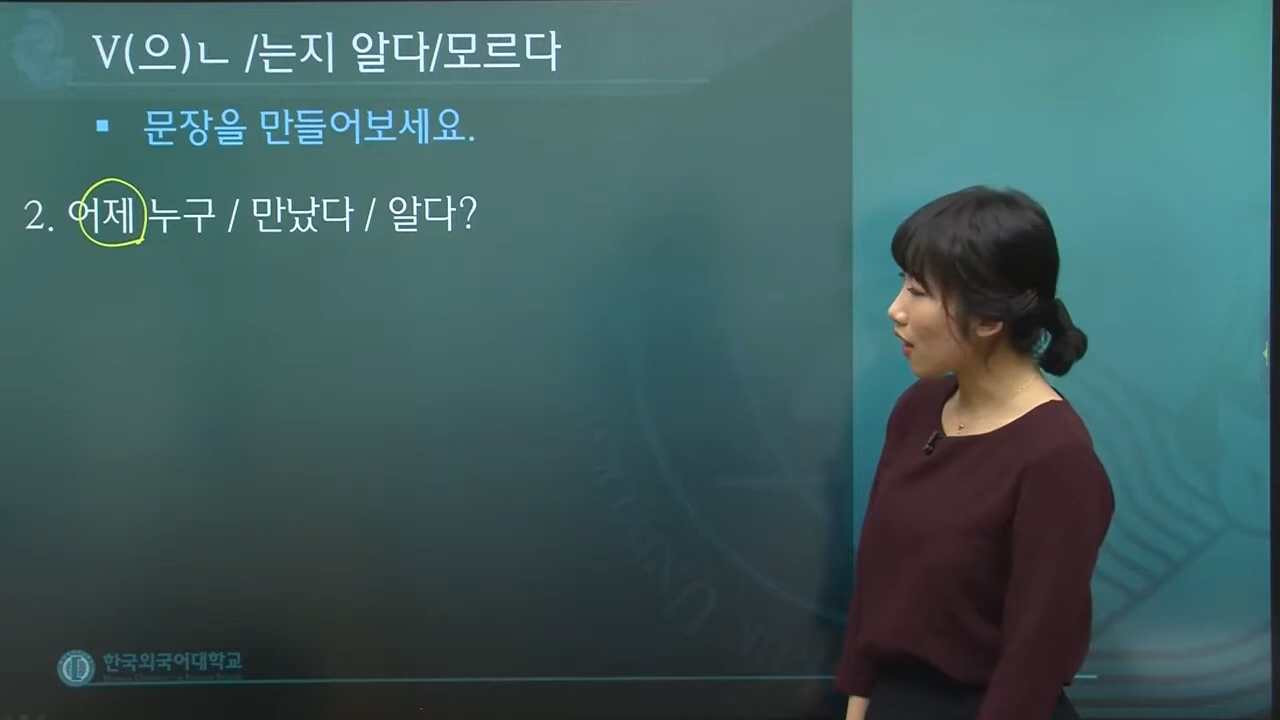 V(으)ㄴ /는지 알다/모르다
▪ 문장을 만들어보세요.
2. 어제 누구 / 만났다 / 알다?
한국외국어대학교